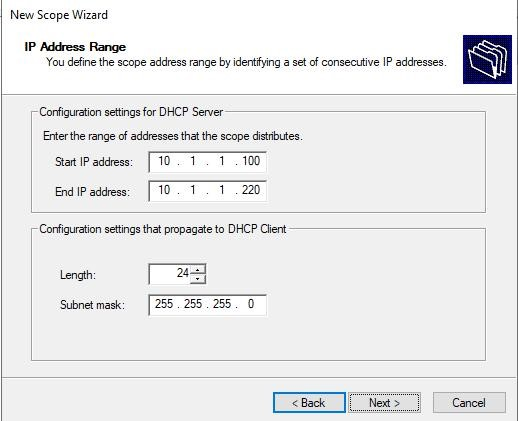 New Scope Wizard
IP Address Range
You define the scope address range by identifying a set of consecutive IP addresses.
Configuration settings for DHCP Server
Enter the range of addresses that the scope distributes.
Start IP address: 10 . 1 . 1 . 100
End IP address: 10 . 1 . 1 . 220
Configuration settings that propagate to DHCP Client
Length: 24
Subnet mask: 255 . 255 . 255 . 0
< Back Next > Cancel